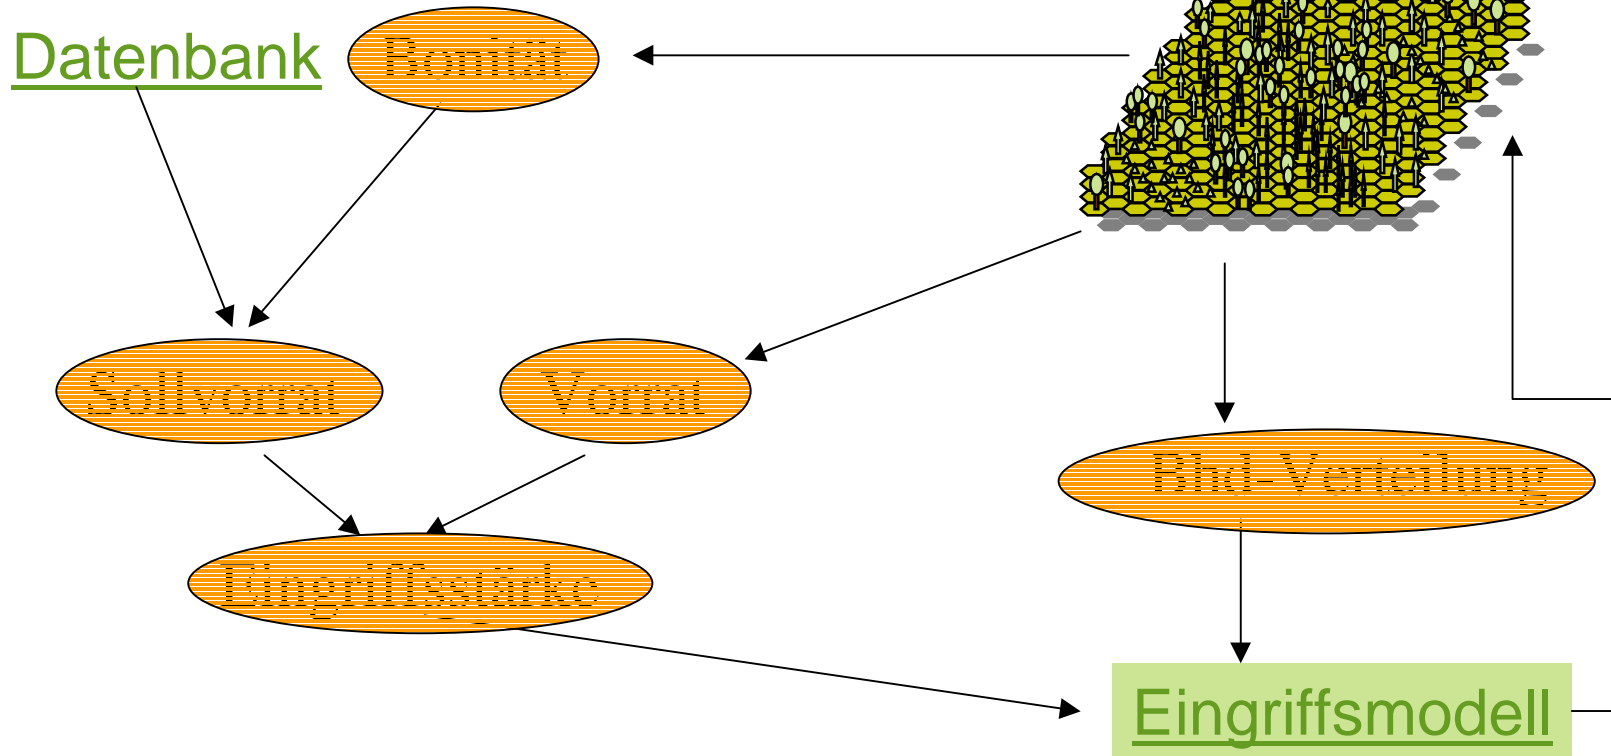 Datenbank
Bonität
Sollvorrat
Vorrat
Bhd-Verteilung
Eingriffsstärke
Eingriffsmodell